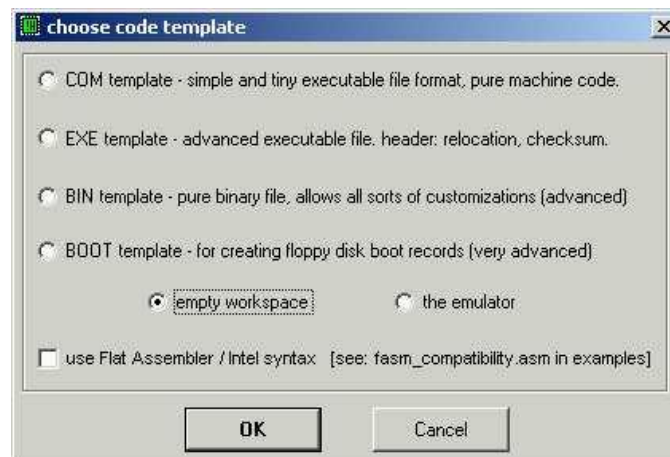 choose code template
COM template - simple and tiny executable file format, pure machine code.
EXE template - advanced executable file. header: relocation, checksum.
BIN template - pure binary file, allows all sorts of customizations (advanced)
BOOT template - for creating floppy disk boot records (very advanced)
empty workspace the emulator
use Flat Assembler / Intel syntax [see: fasm_compatibility.asm in examples]
OK Cancel